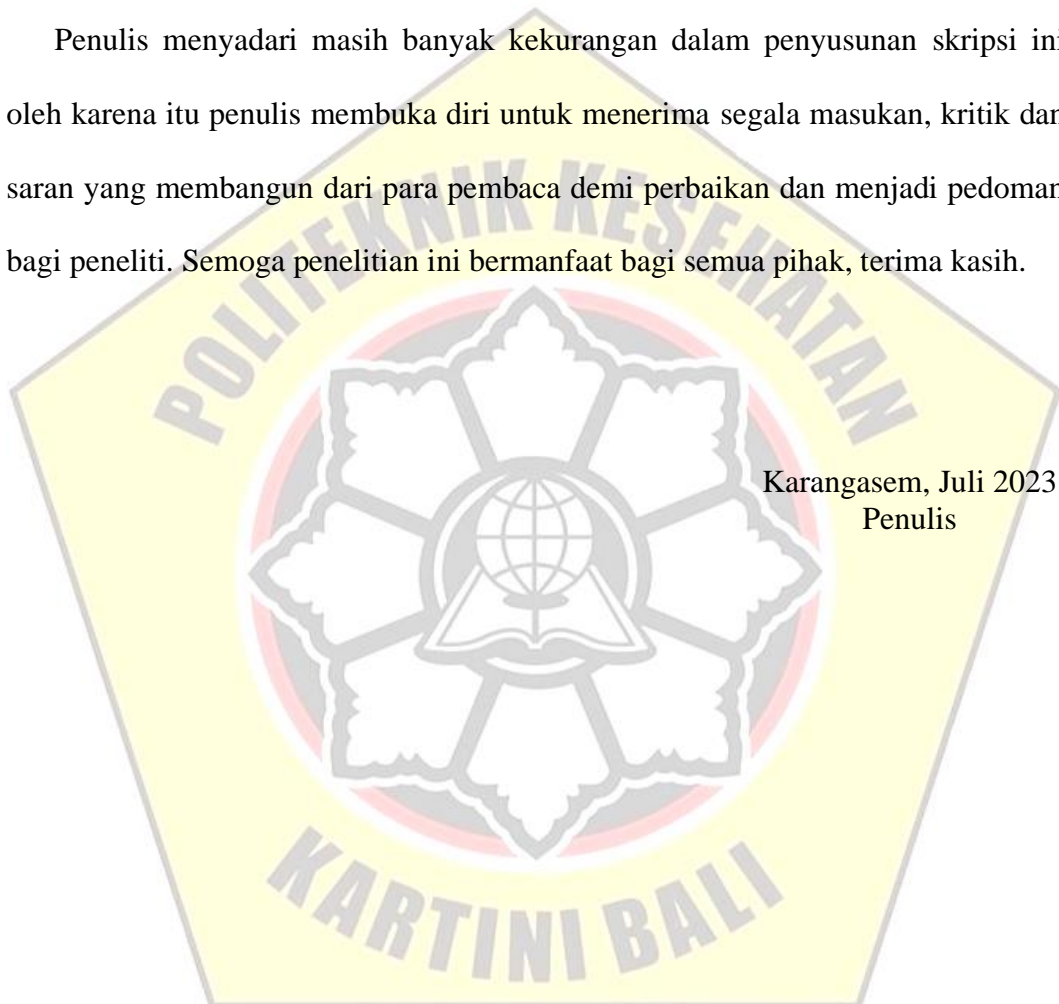 Penulis menyadari masih banyak kekurangan dalam penyusunan skripsi ini
oleh karena itu penulis membuka diri untuk menerima segala masukan, kritik dan
saran yang membangun dari para pembaca demi perbaikan dan menjadi pedoman
bagi peneliti. Semoga penelitian ini bermanfaat bagi semua pihak, terima kasih.
POLITEKNIK KESEHATAN
Karangasem, Juli 2023
Penulis
KARTINI BALI